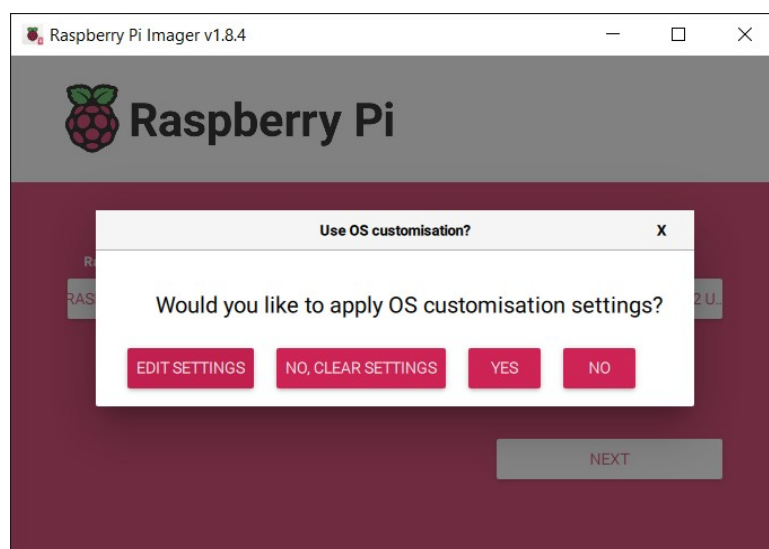 Raspberry Pi Imager v1.8.4
Raspberry Pi
Use OS customisation?
X
Would you like to apply OS customisation settings?
EDIT SETTINGS
NO, CLEAR SETTINGS
YES
NO
NEXT